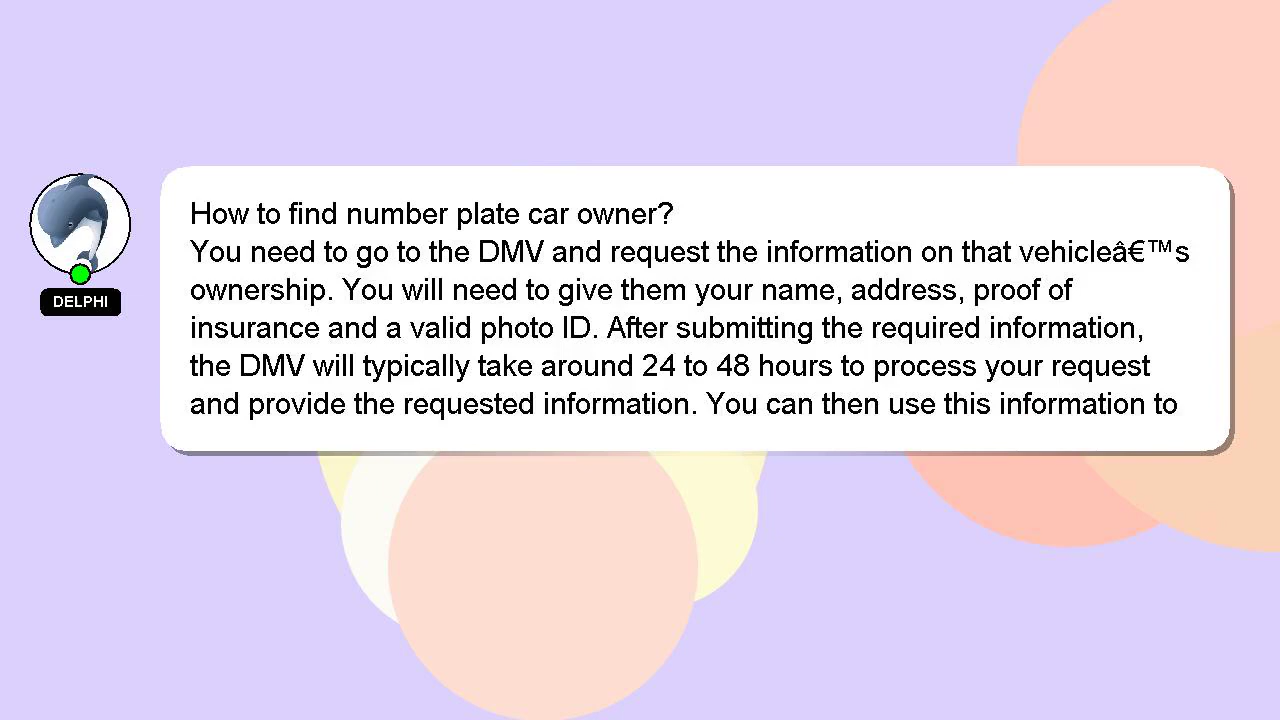 How to find number plate car owner?
You need to go to the DMV and request the information on that vehicleâ€™s
ownership. You will need to give them your name, address, proof of
insurance and a valid photo ID. After submitting the required information,
the DMV will typically take around 24 to 48 hours to process your request
and provide the requested information. You can then use this information to
DELPHI